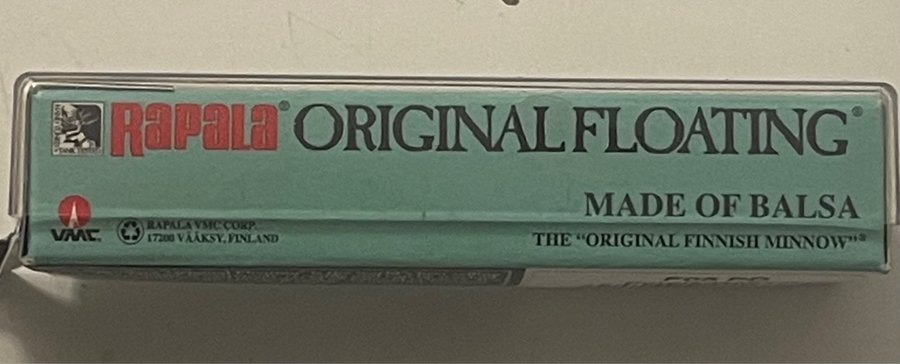 Rapala® ORIGINAL FLOATING®
MADE OF BALSA
VMC
RAPALA VMC CORP.
17200 VÄÄKSY, FINLAND
THE "ORIGINAL FINNISH MINNOW"®